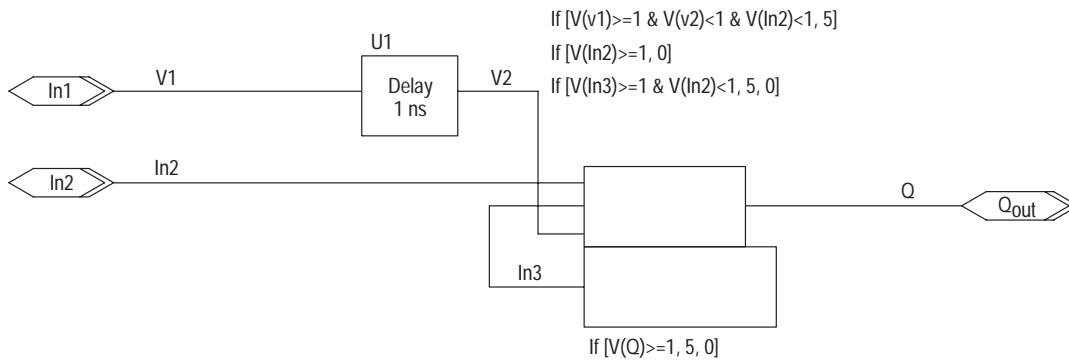 If [V(v1)>=1 & V(v2)<1 & V(In2)<1, 5]
If [V(In2)>=1, 0]
If [V(In3)>=1 & V(In2)<1, 5, 0]
U1
In1
V1
Delay
1 ns
V2
In2
In2
Q
Qout
In3
If [V(Q)>=1, 5, 0]